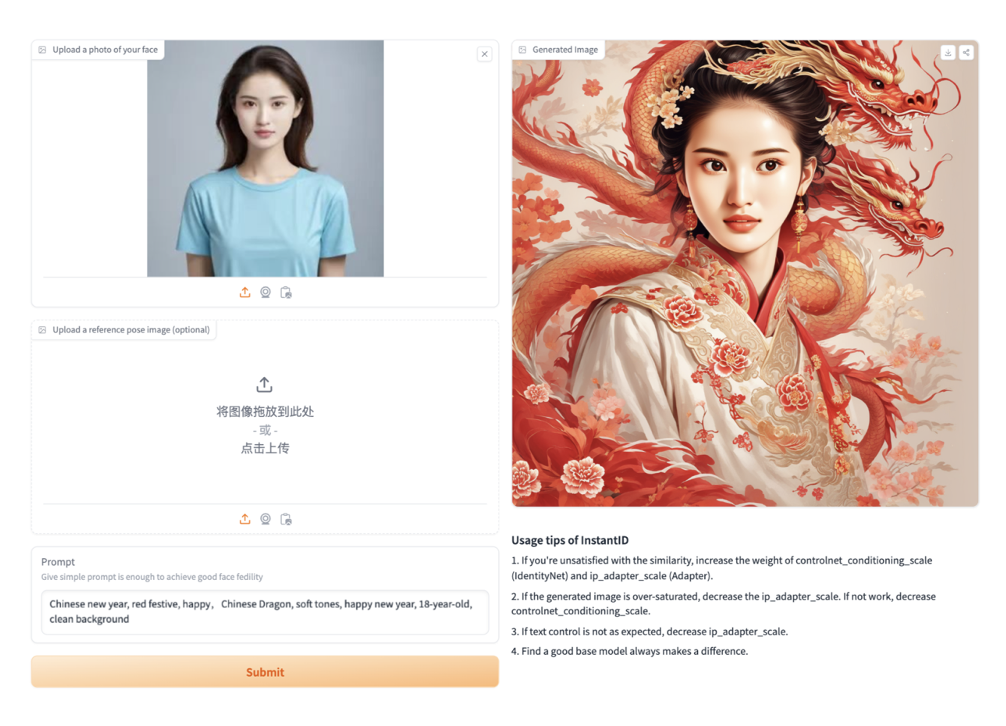 Upload a photo of your face
Upload a reference pose image (optional)
将图像拖放到此处
- 或 -
点击上传
Prompt
Give simple prompt is enough to achieve good face fedility
Chinese new year, red festive, happy， Chinese Dragon, soft tones, happy new year, 18-year-old,
clean background
Submit
Generated Image
Usage tips of InstantID
1. If you're unsatisfied with the similarity, increase the weight of controlnet_conditioning_scale
(IdentityNet) and ip_adapter_scale (Adapter).
2. If the generated image is over-saturated, decrease the ip_adapter_scale. If not work, decrease
controlnet_conditioning_scale.
3. If text control is not as expected, decrease ip_adapter_scale.
4. Find a good base model always makes a difference.